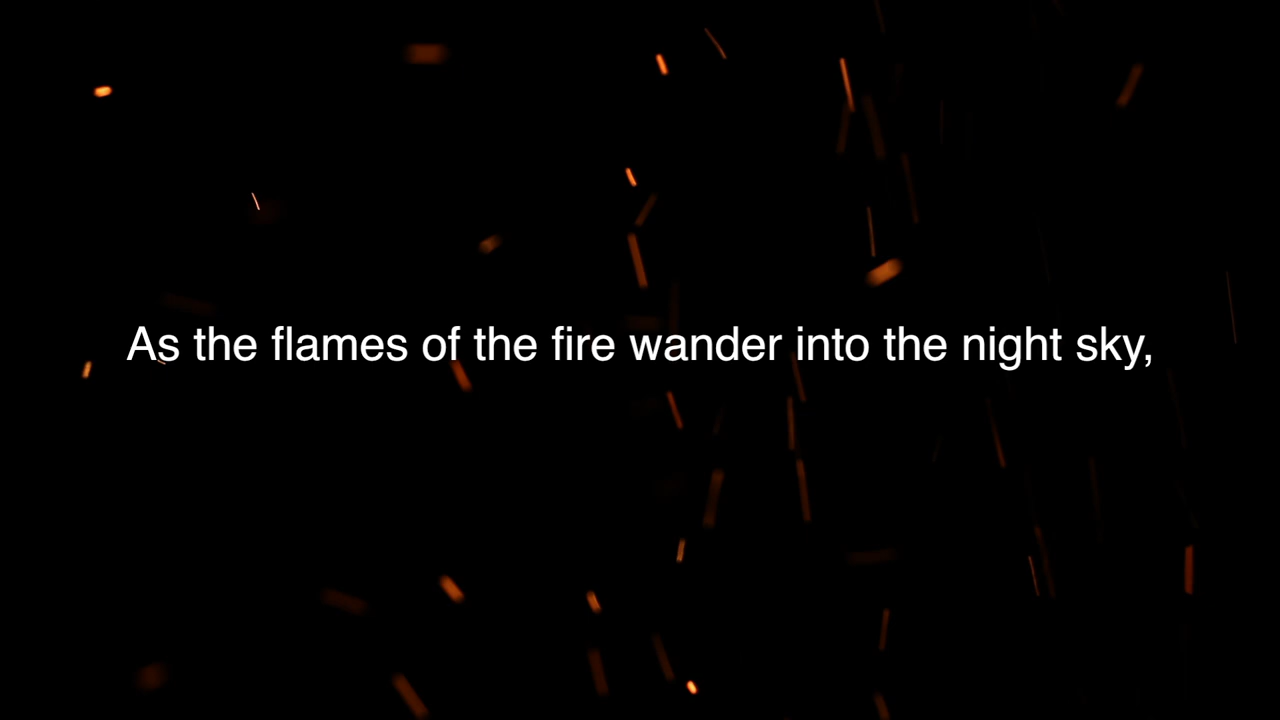 As the flames of the fire wander into the night sky,